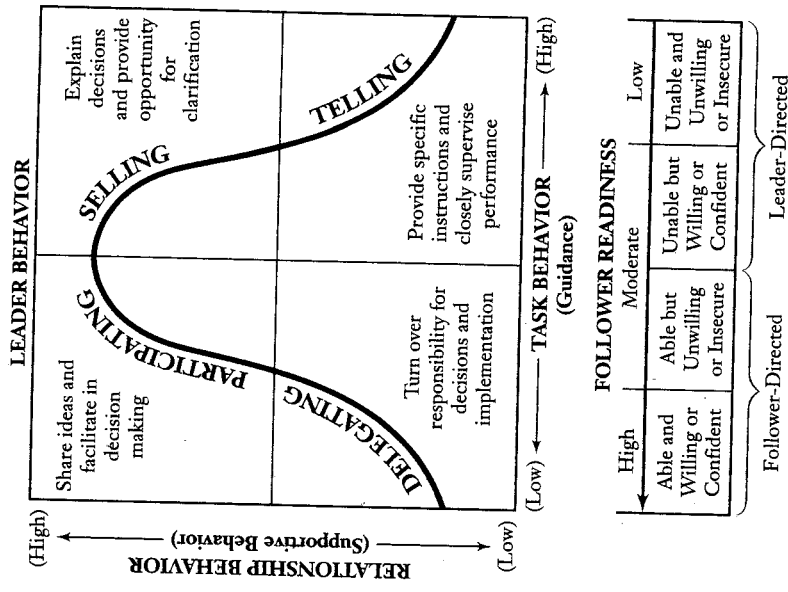 LEADER BEHAVIOR
(High)
RELATIONSHIP BEHAVIOR
(Supportive Behavior)
(Low)
Share ideas and
facilitate in
decision
making
PARTICIPATING
SELLING
Explain
decisions
and provide
opportunity
for
clarification
DELEGATING
Turn over
responsibility for
decisions and
implementation
TELLING
Provide specific
instructions and
closely supervise
performance
(Low)
TASK BEHAVIOR
(Guidance)
(High)
FOLLOWER READINESS
High
Moderate
Low
Able and
Willing or
Confident
Able but
Unwilling
or Insecure
Unable but
Willing or
Confident
Unable and
Unwilling
or Insecure
Follower-Directed
Leader-Directed